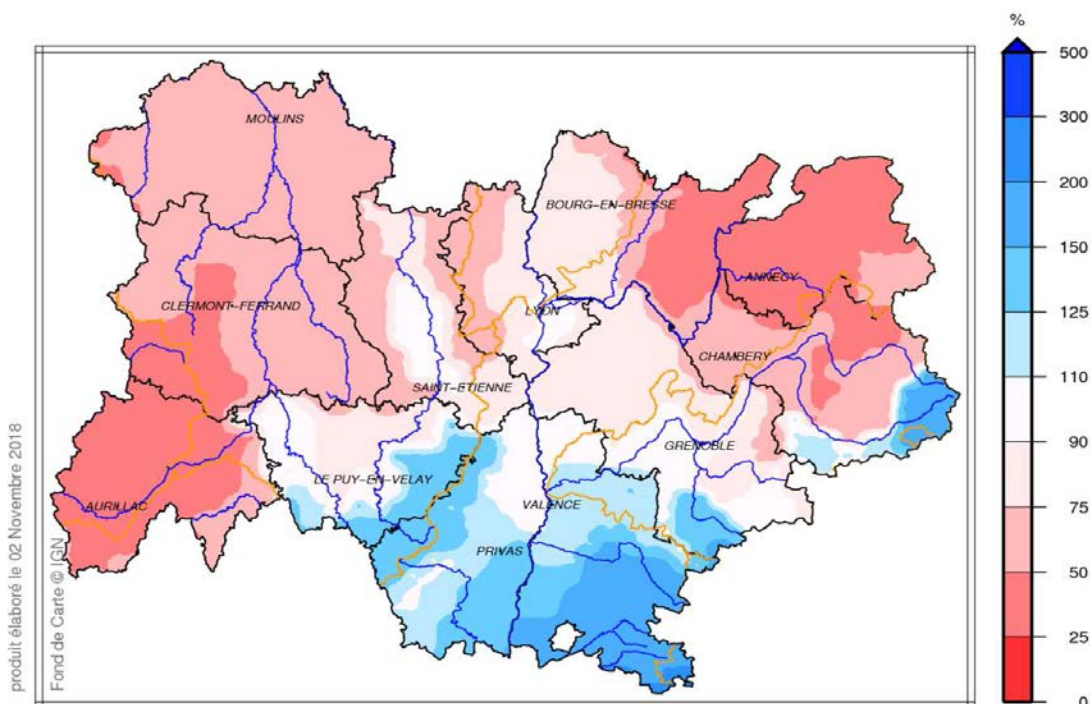 %
500
300
200
150
125
110
90
75
50
25
0
MOULINS
BOURG-EN-BRESSE
ANNECY
CLERMONT-FERRAND
LYON
CHAMBERY
SAINT-ETIENNE
GRENOBLE
LE PUY-EN-VELAY
AURILLAC
VALENCE
PRIVAS
produit élaboré le 02 Novembre 2018
Fond de Carte © IGN